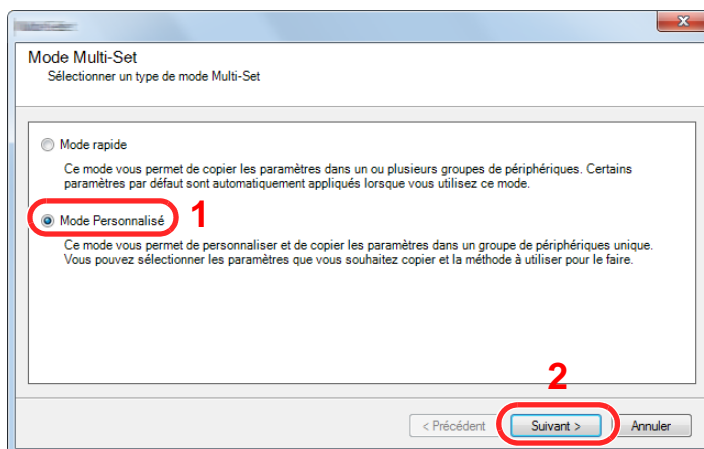 Mode Multi-Set
Sélectionner un type de mode Multi-Set
Mode rapide
Ce mode vous permet de copier les paramètres dans un ou plusieurs groupes de périphériques. Certains
paramètres par défaut sont automatiquement appliqués lorsque vous utilisez ce mode.
Mode Personnalisé 1
Ce mode vous permet de personnaliser et de copier les paramètres dans un groupe de périphériques unique.
Vous pouvez sélectionner les paramètres que vous souhaitez copier et la méthode à utiliser pour le faire.
2
< Précédent Suivant > Annuler